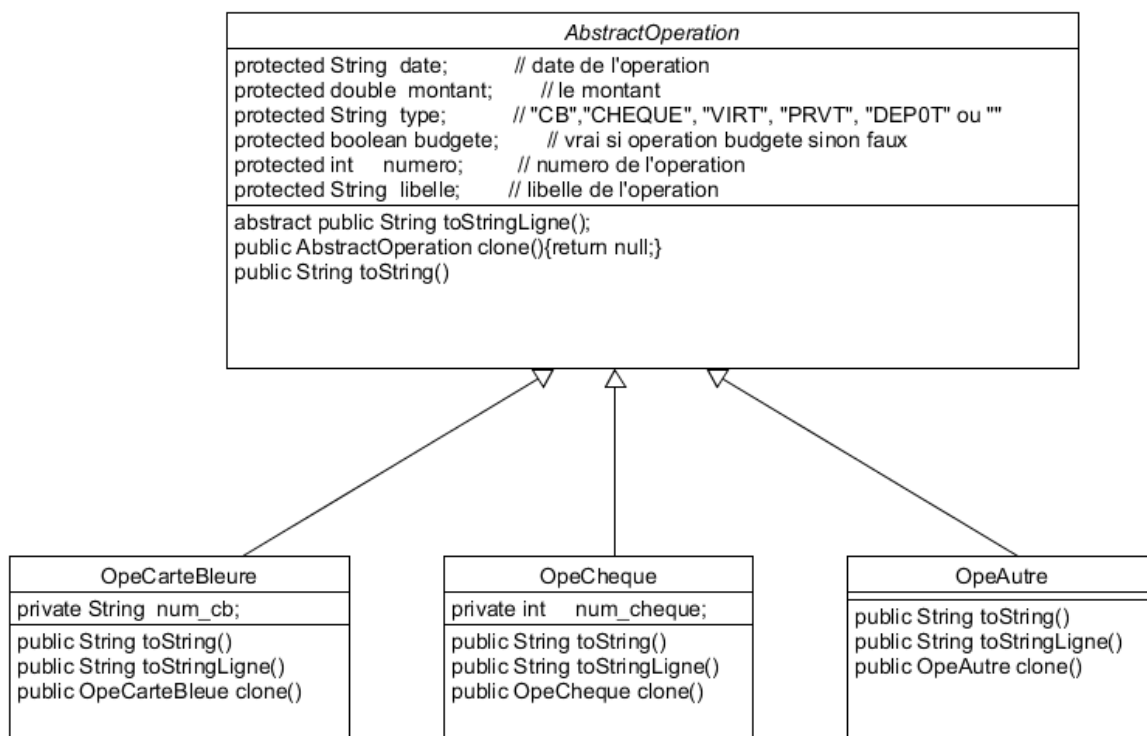 AbstractOperation
protected String date; // date de l'operation
protected double montant; // le montant
protected String type; // "CB","CHEQUE", "VIRT", "PRVT", "DEP0T" ou ""
protected boolean budgete; // vrai si operation budgete sinon faux
protected int numero; // numero de l'operation
protected String libelle; // libelle de l'operation
abstract public String toStringLigne();
public AbstractOperation clone(){return null;}
public String toString()
OpeCarteBleure
private String num_cb;
public String toString()
public String toStringLigne()
public OpeCarteBleue clone()
OpeCheque
private int num_cheque;
public String toString()
public String toStringLigne()
public OpeCheque clone()
OpeAutre
public String toString()
public String toStringLigne()
public OpeAutre clone()